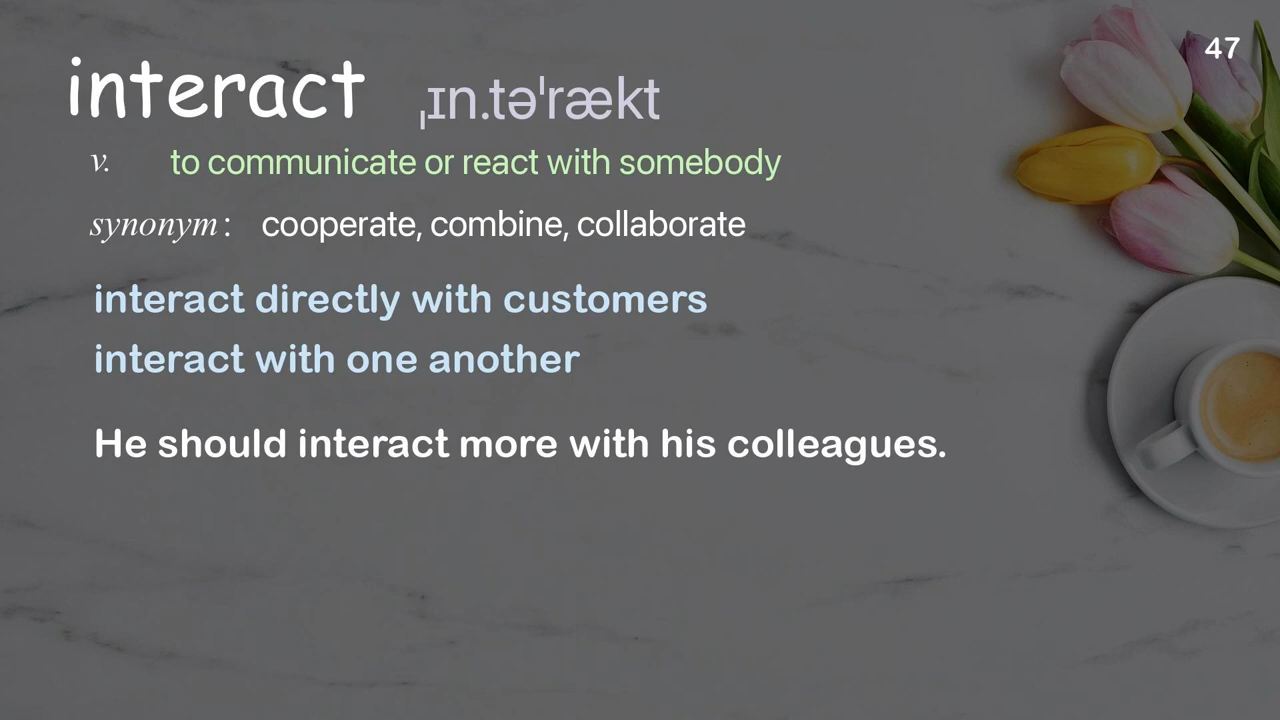 47
interact ˌɪn.təˈrækt
v. to communicate or react with somebody
synonym: cooperate, combine, collaborate
interact directly with customers
interact with one another
He should interact more with his colleagues.